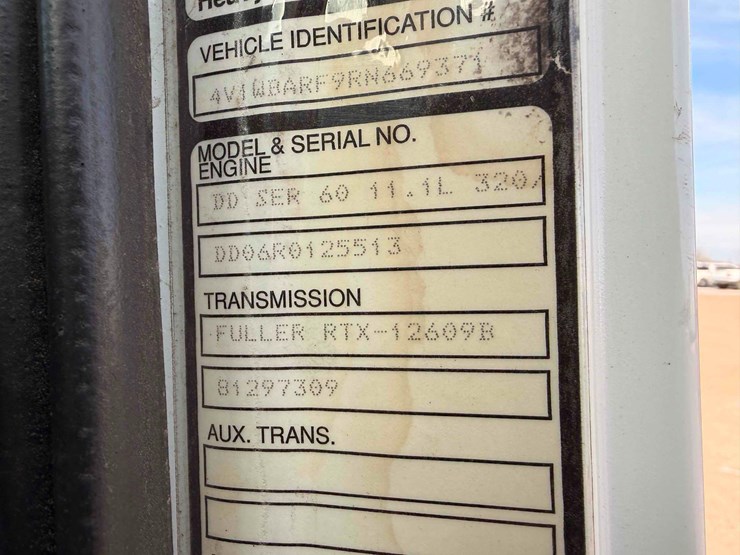 Heavy
VEHICLE IDENTIFICATION #
4V1WBARF9RN669371
MODEL & SERIAL NO.
ENGINE
DD SER 60 11.1L 320/
DD06R0125513
TRANSMISSION
FULLER RTX-12609B
81297309
AUX. TRANS.